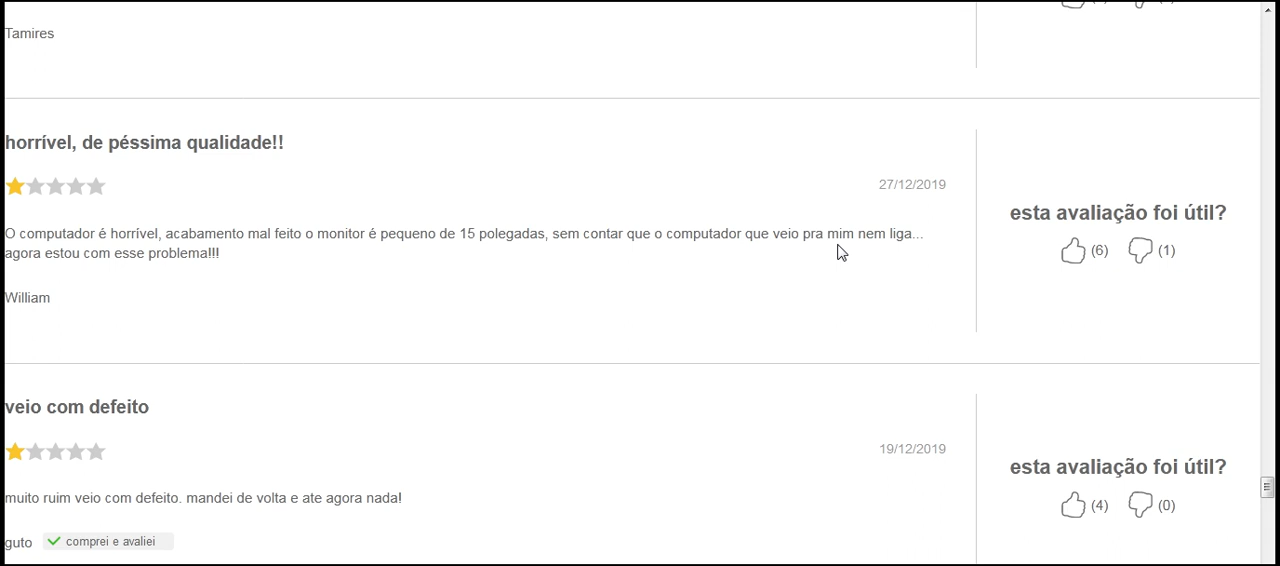 Tamires
horrível, de péssima qualidade!!
27/12/2019
O computador é horrível, acabamento mal feito o monitor é pequeno de 15 polegadas, sem contar que o computador que veio pra mim nem liga...
agora estou com esse problema!!!
William
esta avaliação foi útil?
(6) (1)
veio com defeito
19/12/2019
muito ruim veio com defeito. mandei de volta e ate agora nada!
guto comprei e avaliei
esta avaliação foi útil?
(4) (0)